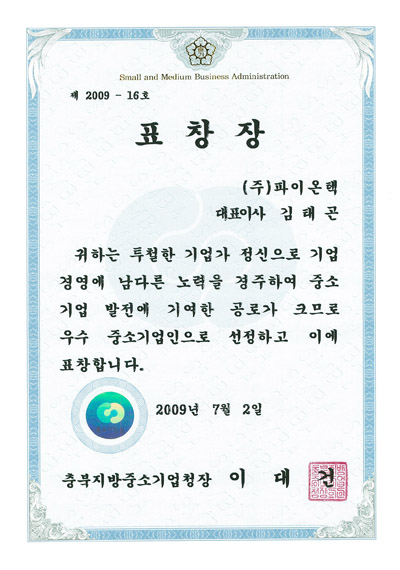 Small and Medium Business Administration
제 2009 - 16호
표 창 장
(주)파이온텍
대표이사 김태곤
귀하는 투철한 기업가 정신으로 기업
경영에 남다른 노력을 경주하여 중소
기업 발전에 기여한 공로가 크므로
우수 중소기업인으로 선정하고 이에
표창합니다.
2009년 7월 2일
충북지방중소기업청장 이 대 건